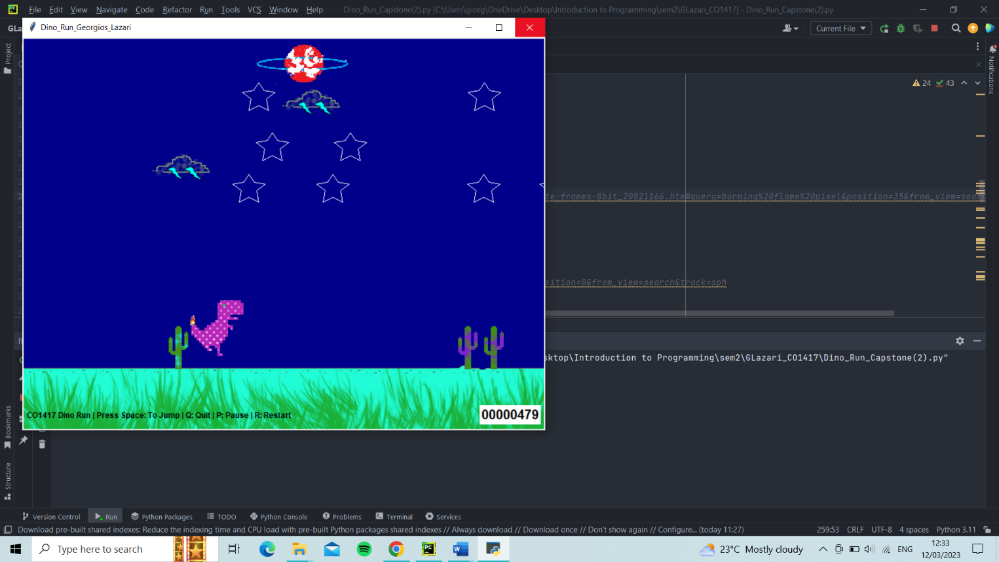 PC File Edit View Navigate Code Refactor Run Tools VCS Window Help Dino_Run_Capstone(2).py [C:\Users\giorg\OneDrive\Desktop\Introduction to Programming\sem2\GLazari_CO1417] - Dino_Run_Capstone(2).py
Dino_Run_Georgios_Lazari
GLa
Current File
Project
Notifications
24 43
te-frames-8bit_20821166.htm#query=burning%20flame%20pixel&position=35&from_view=sear
sition=0&from_view=search&track=sph
ktop\Introduction to Programming\sem2\GLazari_CO1417\Dino_Run_Capstone(2).py"
CO1417 Dino Run | Press Space: To Jump | Q: Quit | P: Pause | R: Restart
00000479
Bookmarks
Structure
Version Control Run Python Packages TODO Python Console Problems Terminal Services
Download pre-built shared indexes: Reduce the indexing time and CPU load with pre-built Python packages shared indexes // Always download // Download once // Don't show again // Configure... (today 11:27) 259:53 CRLF UTF-8 4 spaces Python 3.11
Type here to search
23°C Mostly cloudy ENG
12:33
12/03/2023